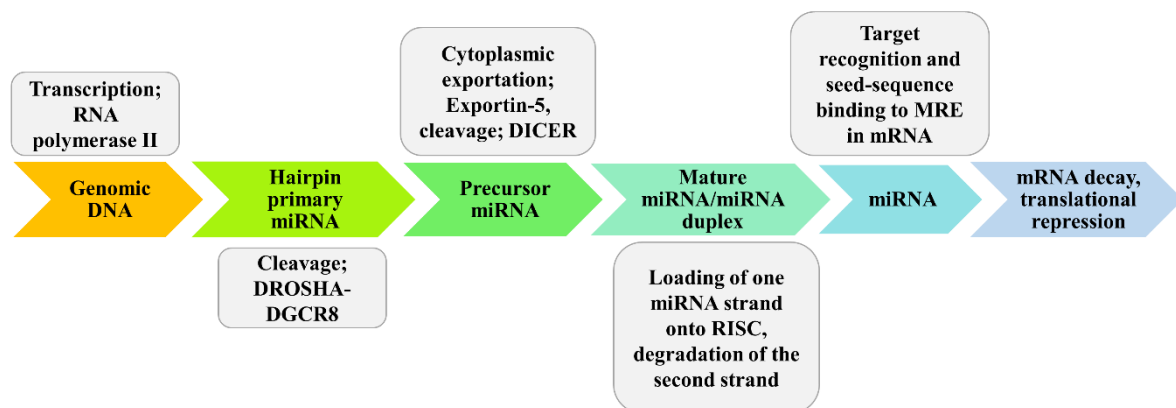 Transcription;
RNA
polymerase II
Cytoplasmic
exportation;
Exportin-5,
cleavage; DICER
Target
recognition and
seed-sequence
binding to MRE
in mRNA
Genomic
DNA
Hairpin
primary
miRNA
Precursor
miRNA
Mature
miRNA/miRNA
duplex
miRNA
mRNA decay,
translational
repression
Cleavage;
DROSHA-
DGCR8
Loading of one
miRNA strand
onto RISC,
degradation of the
second strand